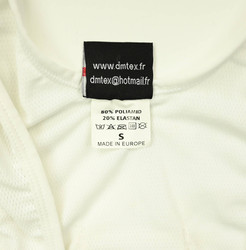 www.dmtex.fr
dmtex@hotmail.fr
80% POLIAMID
20% ELASTAN
S
MADE IN EUROPE